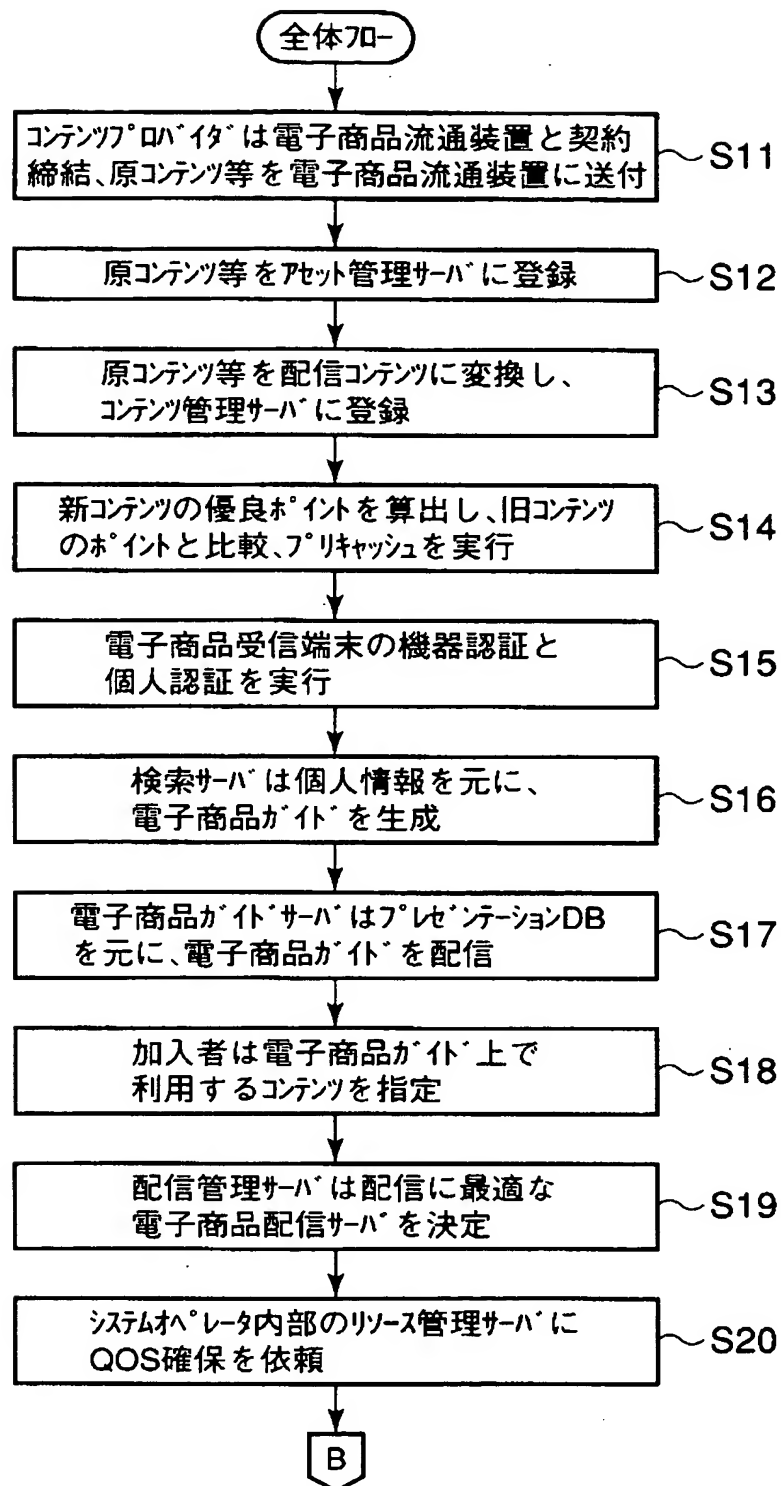 全体フロー
コンテンツプロバイダは電子商品流通装置と契約
締結、原コンテンツ等を電子商品流通装置に送付
S11
原コンテンツ等をアセット管理サーバに登録
S12
原コンテンツ等を配信コンテンツに変換し、
コンテンツ管理サーバに登録
S13
新コンテンツの優良ポイントを算出し、旧コンテンツ
のポイントと比較、プリキャッシュを実行
S14
電子商品受信端末の機器認証と
個人認証を実行
S15
検索サーバは個人情報を元に、
電子商品ガイドを生成
S16
電子商品ガイドサーバはプレゼンテーションDB
を元に、電子商品ガイドを配信
S17
加入者は電子商品ガイド上で
利用するコンテンツを指定
S18
配信管理サーバは配信に最適な
電子商品配信サーバを決定
S19
システムオペレータ内部のリソース管理サーバに
QOS確保を依頼
S20
B